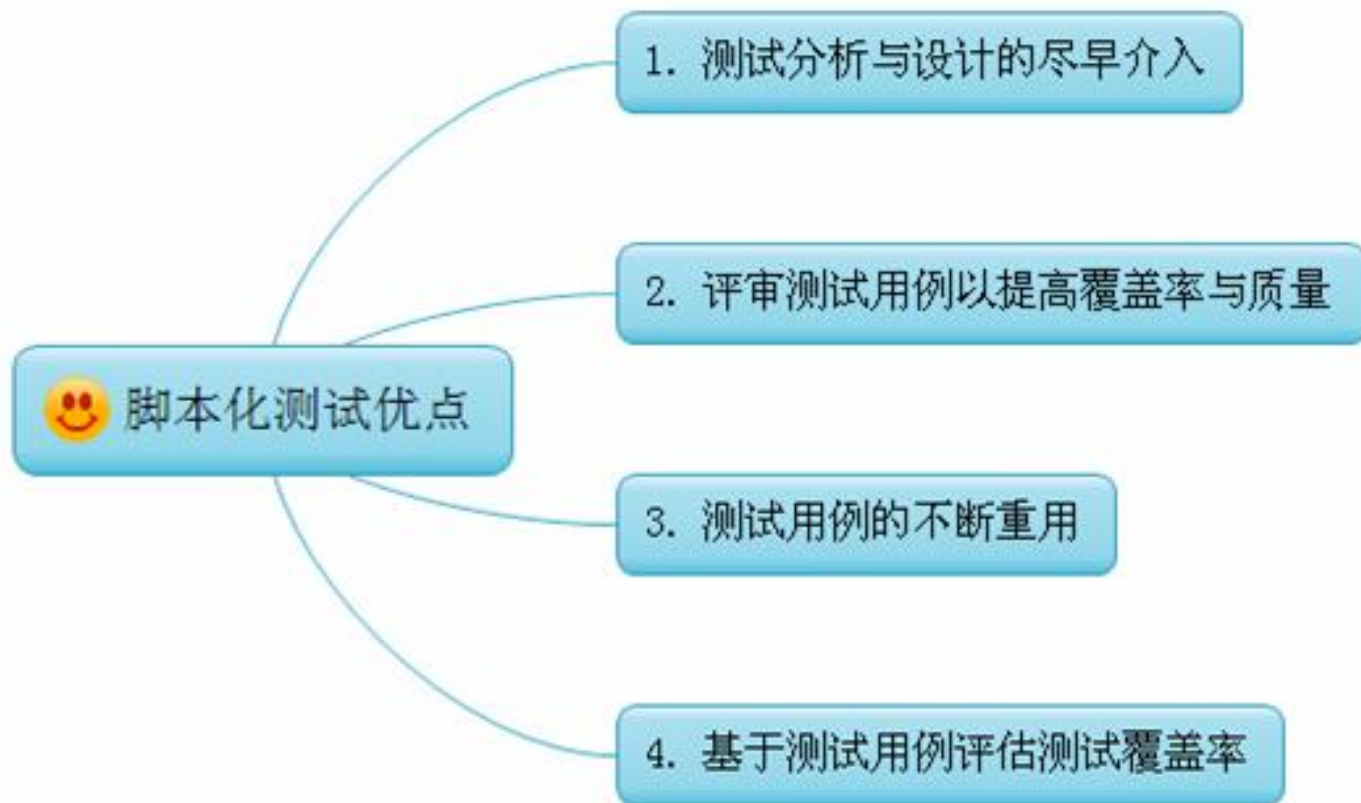 1. 测试分析与设计的尽早介入
2. 评审测试用例以提高覆盖率与质量
脚本化测试优点
3. 测试用例的不断重用
4. 基于测试用例评估测试覆盖率